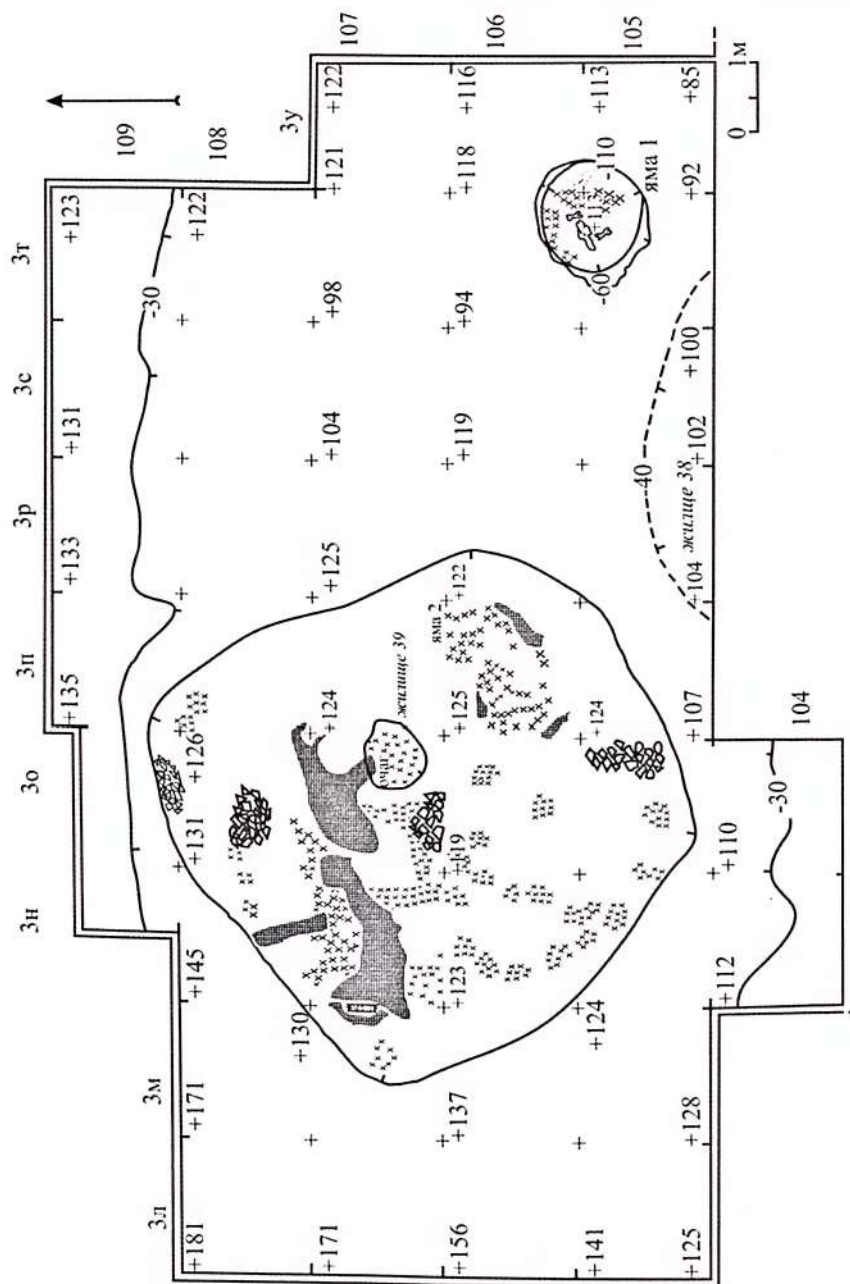 3н 3о 3п 3р 3с 3т
+135 +133 +131 +123
109
3л 3м
-30
+181 +171 +145 +131 +126 +122
108
3у
+171 +130 +124 +125 +104 +98 +121 +122
107
очаг
жилище 39
яма 2
+156 +137 +123 +119 +125 +122 +119 +94 +118 +116
106
+141 +124 +124 +113
-60
-110
105
яма 1
-40
жилище 38
+125 +128 +112 +110 +107 +104 +102 +100 +92 +85
0 1м
-30
104